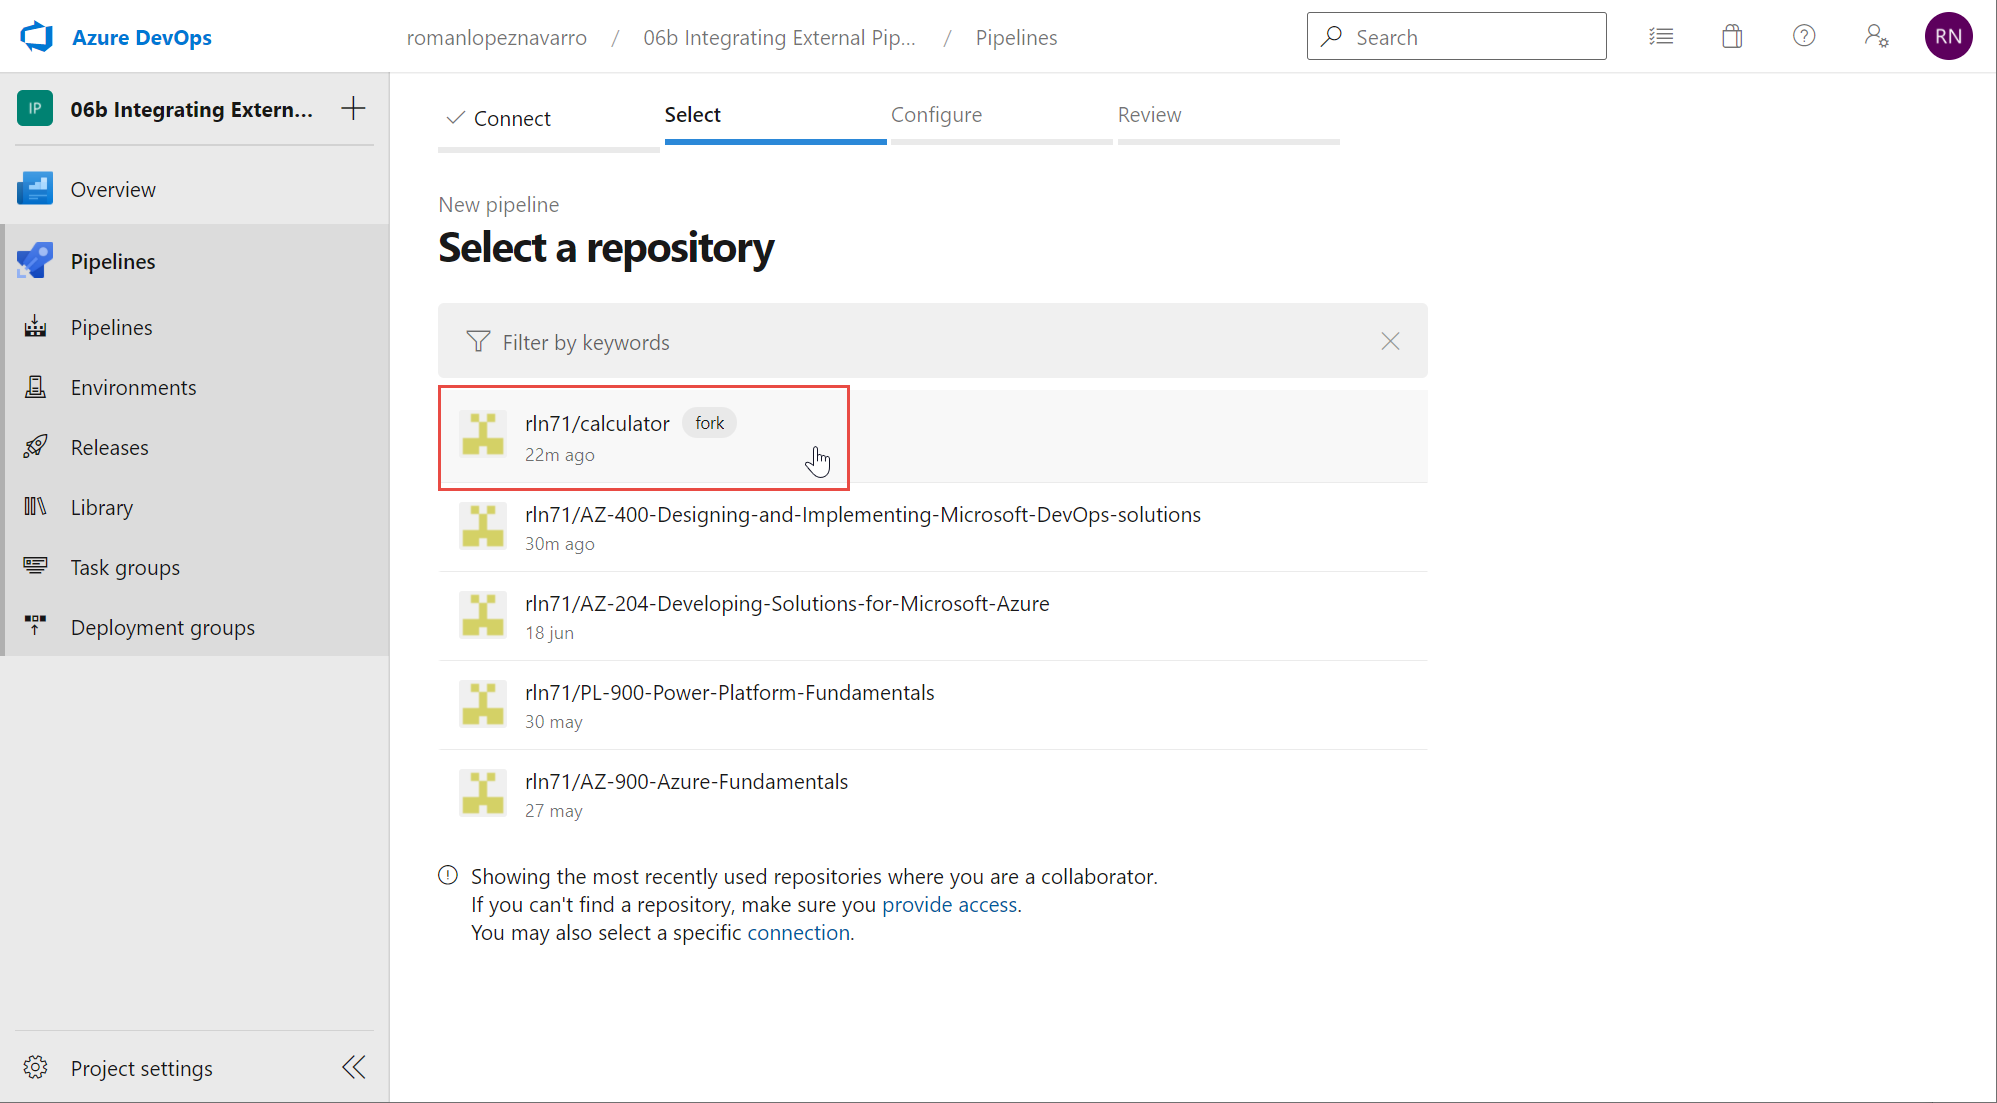 Azure DevOps
romanlopeznavarro / 06b Integrating External Pip... / Pipelines
Search
RN
IP
06b Integrating Extern...
Overview
Pipelines
Pipelines
Environments
Releases
Library
Task groups
Deployment groups
Project settings
Connect
Select
Configure
Review
New pipeline
Select a repository
Filter by keywords
rln71/calculator fork
22m ago
rln71/AZ-400-Designing-and-Implementing-Microsoft-DevOps-solutions
30m ago
rln71/AZ-204-Developing-Solutions-for-Microsoft-Azure
18 jun
rln71/PL-900-Power-Platform-Fundamentals
30 may
rln71/AZ-900-Azure-Fundamentals
27 may
Showing the most recently used repositories where you are a collaborator.
If you can't find a repository, make sure you provide access.
You may also select a specific connection.